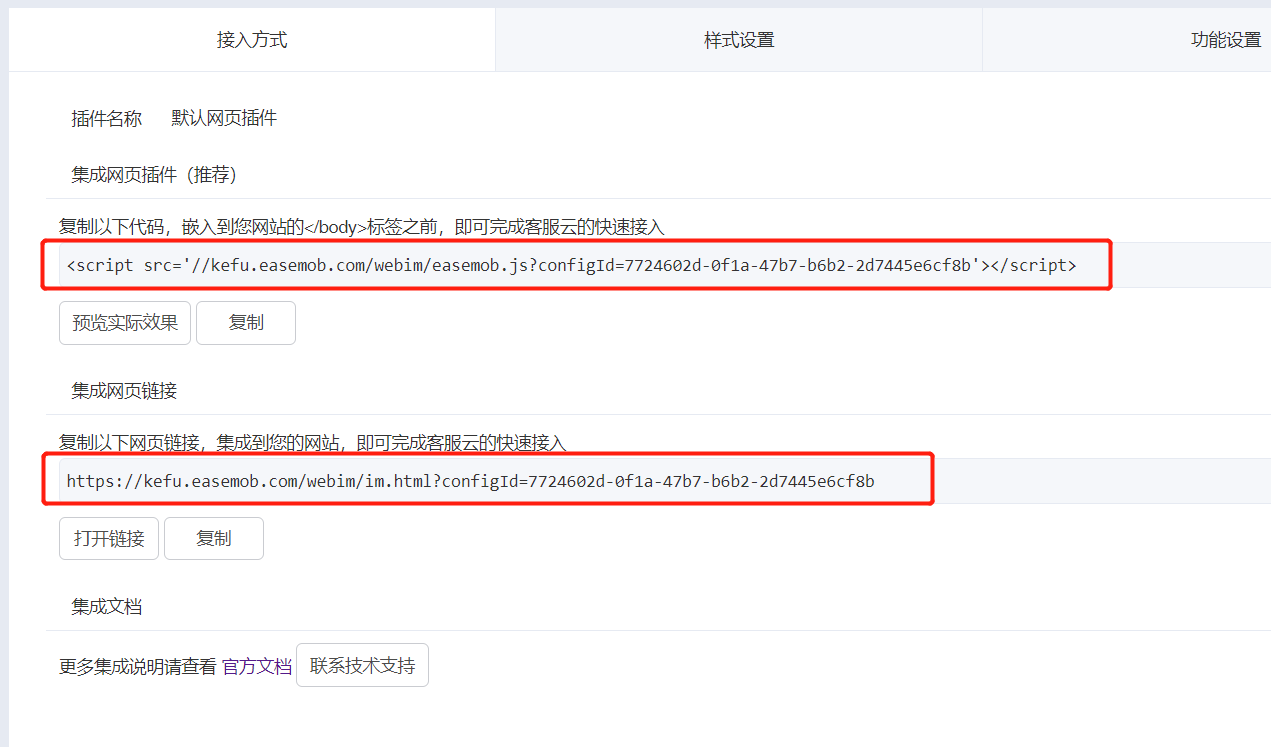 接入方式 样式设置 功能设置
插件名称 默认网页插件
集成网页插件（推荐）
复制以下代码，嵌入到您网站的</body>标签之前，即可完成客服云的快速接入
<script src='//kefu.easemob.com/webim/easemob.js?configId=7724602d-0f1a-47b7-b6b2-2d7445e6cf8b'></script>
预览实际效果 复制
集成网页链接
复制以下网页链接，集成到您的网站，即可完成客服云的快速接入
https://kefu.easemob.com/webim/im.html?configId=7724602d-0f1a-47b7-b6b2-2d7445e6cf8b
打开链接 复制
集成文档
更多集成说明请查看 官方文档 联系技术支持